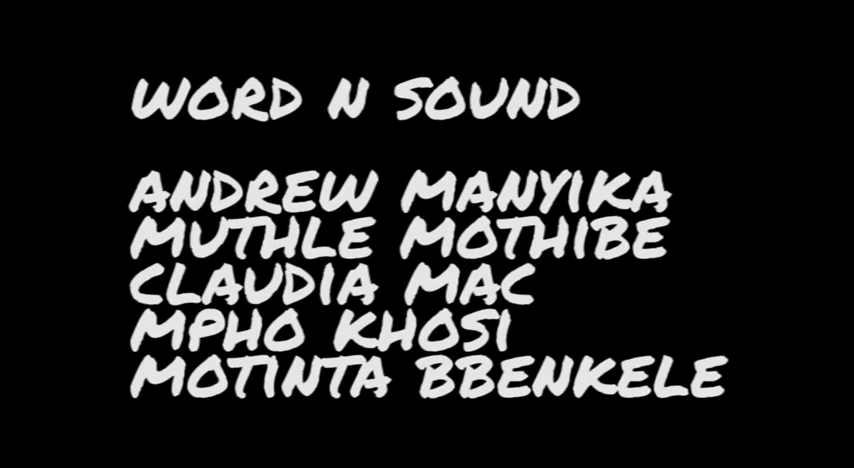 WORD N SOUND
ANDREW MANYIKA
MUTHLE MOTHIBE
CLAUDIA MAC
MPHO KHOSI
MOTINTA BBENKELE